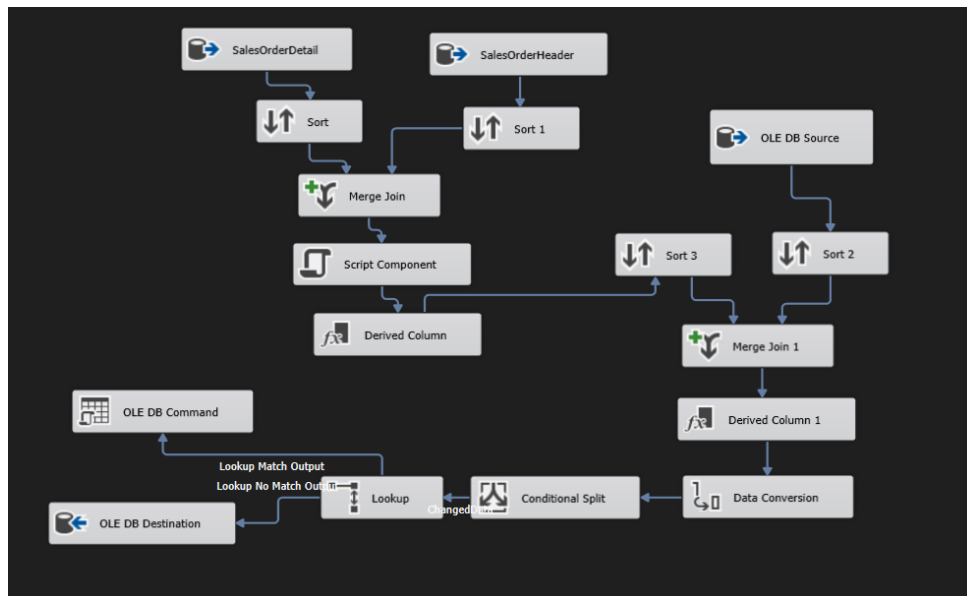 SalesOrderDetail
SalesOrderHeader
Sort
Sort 1
OLE DB Source
Merge Join
Script Component
Sort 3
Sort 2
Derived Column
Merge Join 1
OLE DB Command
Derived Column 1
Lookup Match Output
Lookup No Match Output
Lookup
Conditional Split
Data Conversion
ChangedData
OLE DB Destination